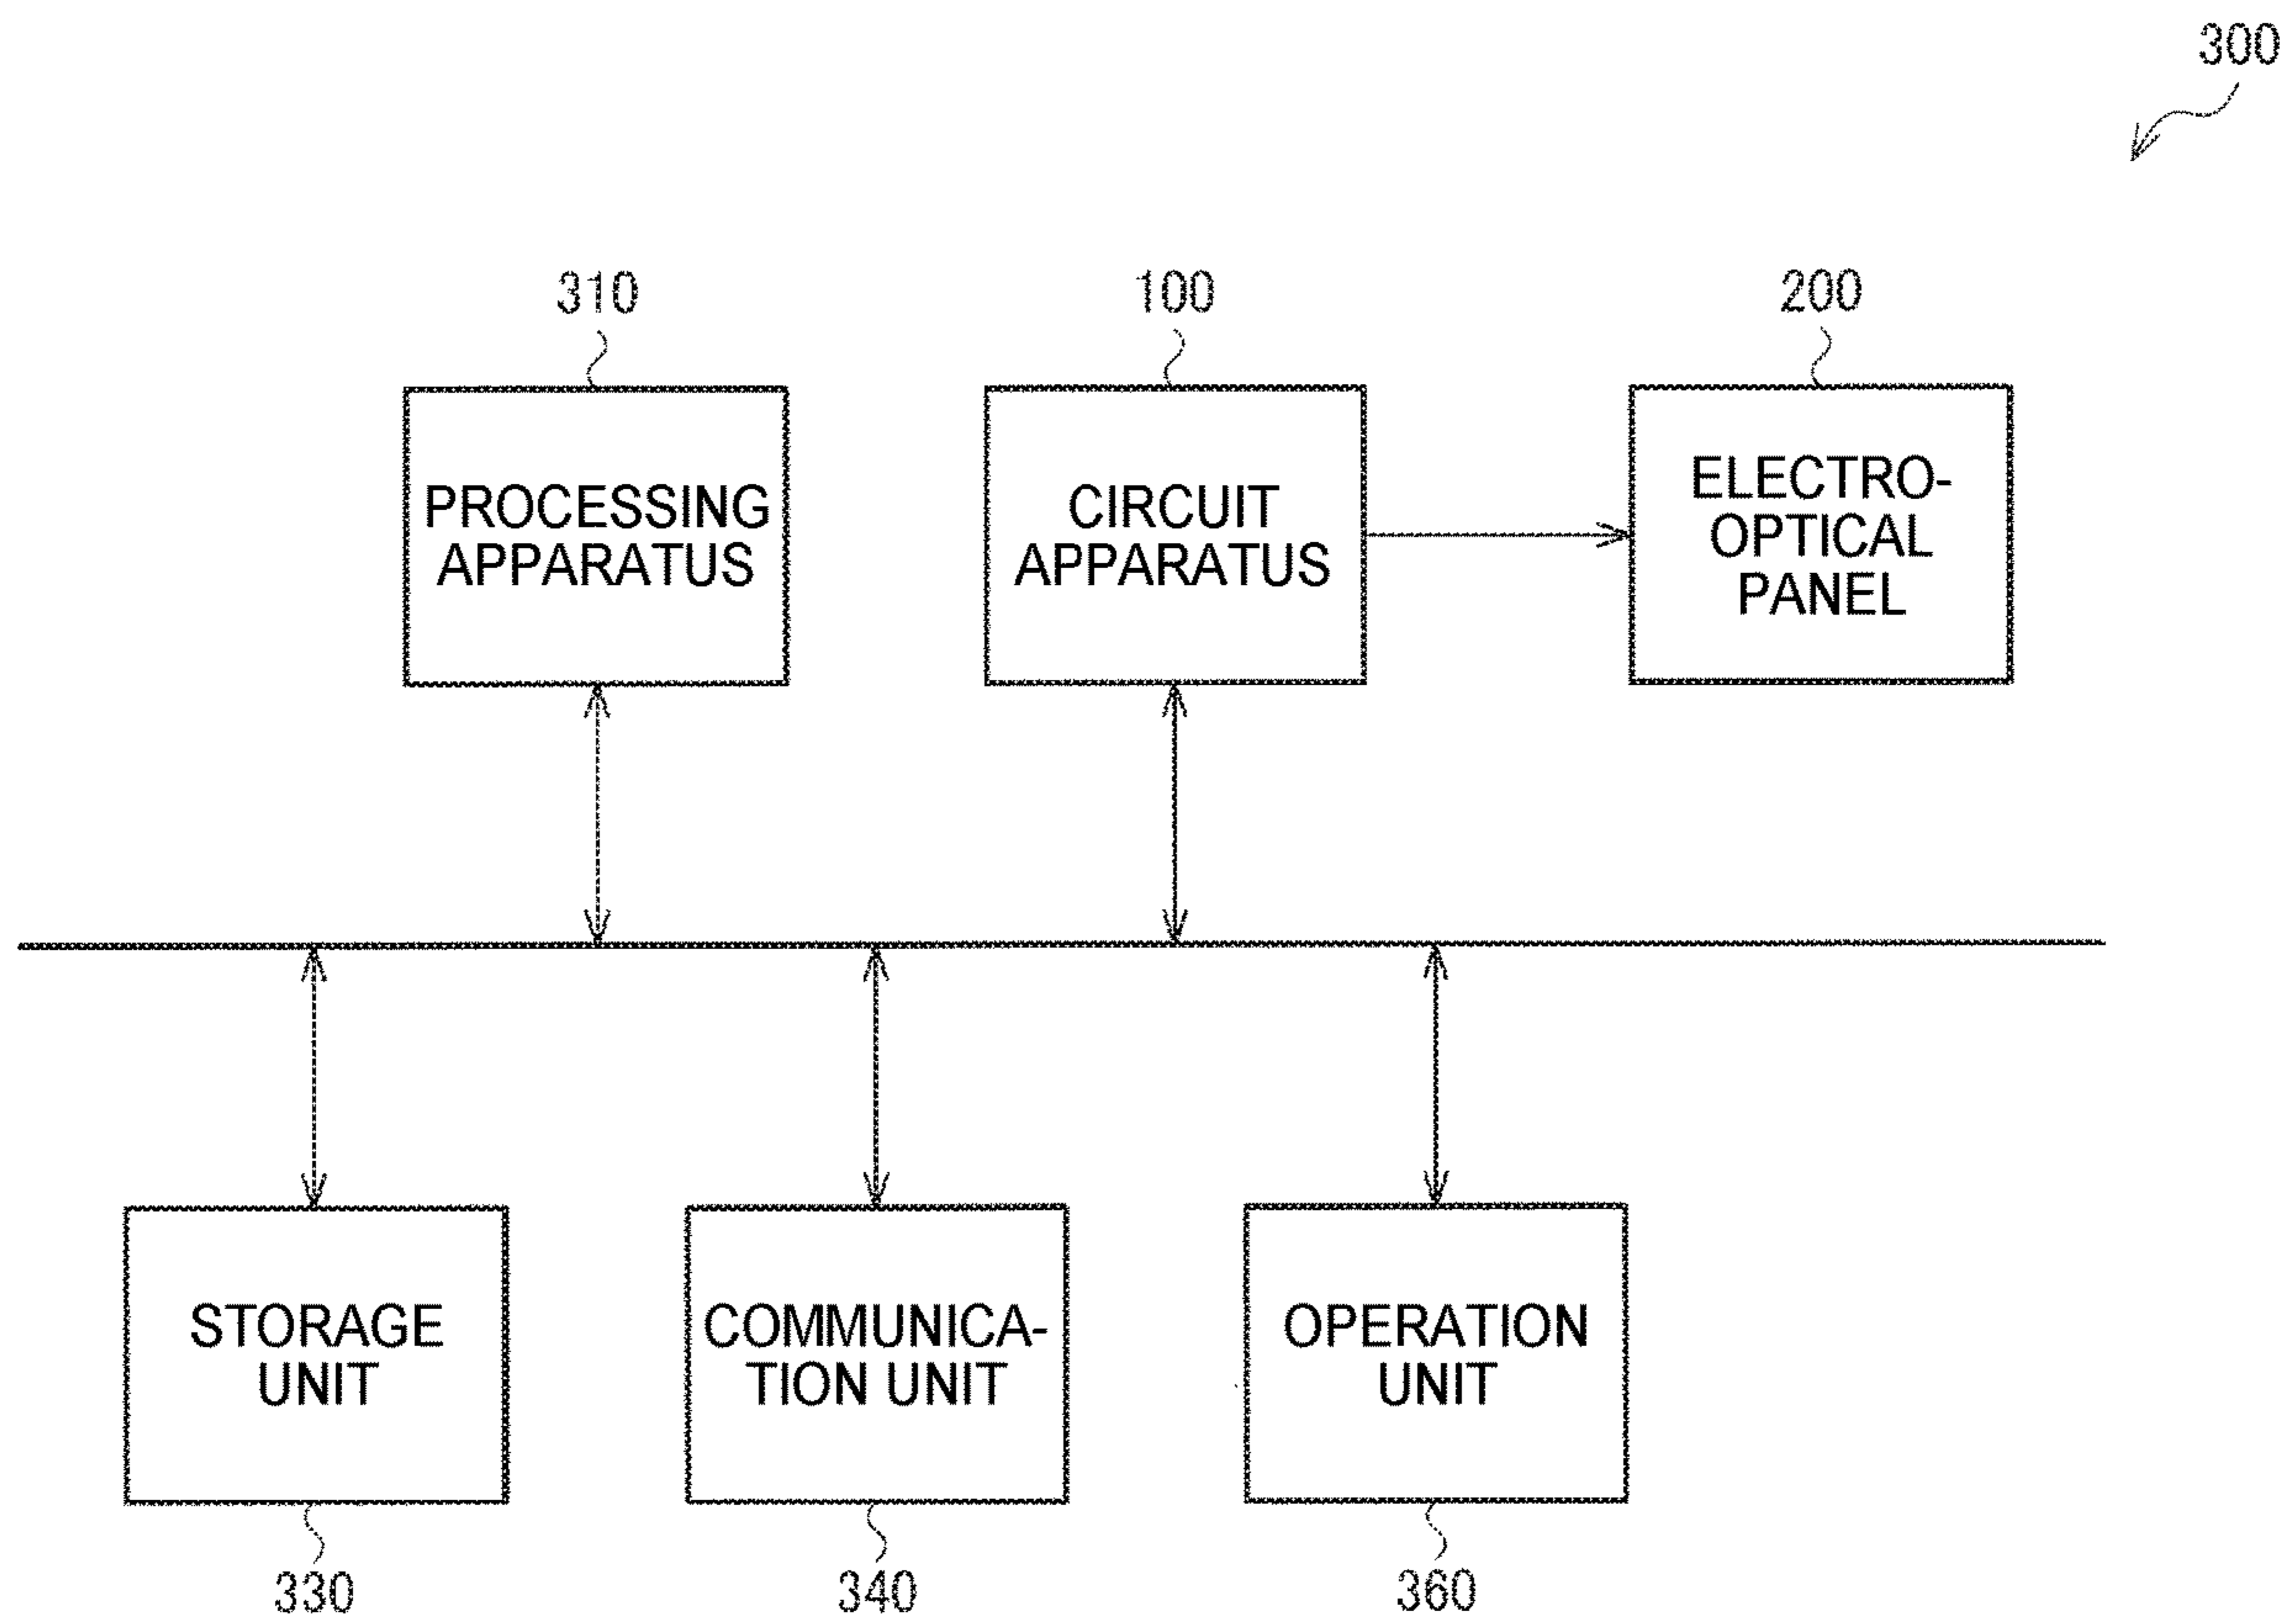 300
310
100
200
PROCESSING
APPARATUS
CIRCUIT
APPARATUS
ELECTRO-
OPTICAL
PANEL
STORAGE
UNIT
COMMUNICA-
TION UNIT
OPERATION
UNIT
330
340
360